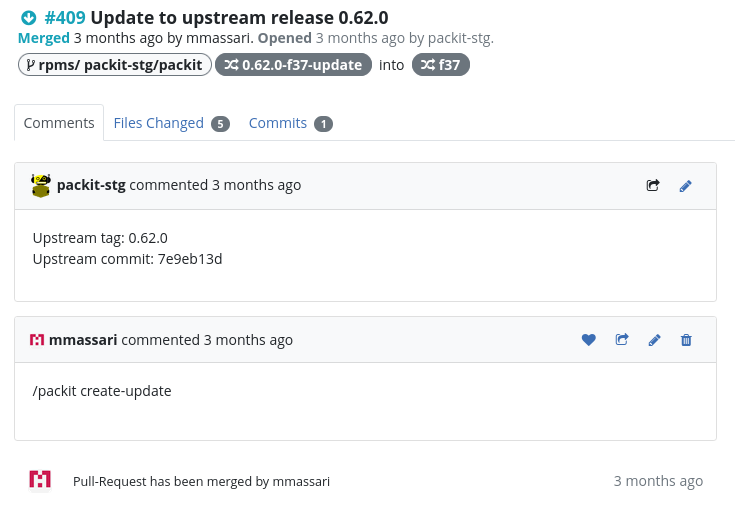 #409 Update to upstream release 0.62.0
Merged 3 months ago by mmassari. Opened 3 months ago by packit-stg.
rpms/ packit-stg/packit 0.62.0-f37-update into f37
Comments Files Changed 5 Commits 1
packit-stg commented 3 months ago
Upstream tag: 0.62.0
Upstream commit: 7e9eb13d
mmassari commented 3 months ago
/packit create-update
Pull-Request has been merged by mmassari 3 months ago